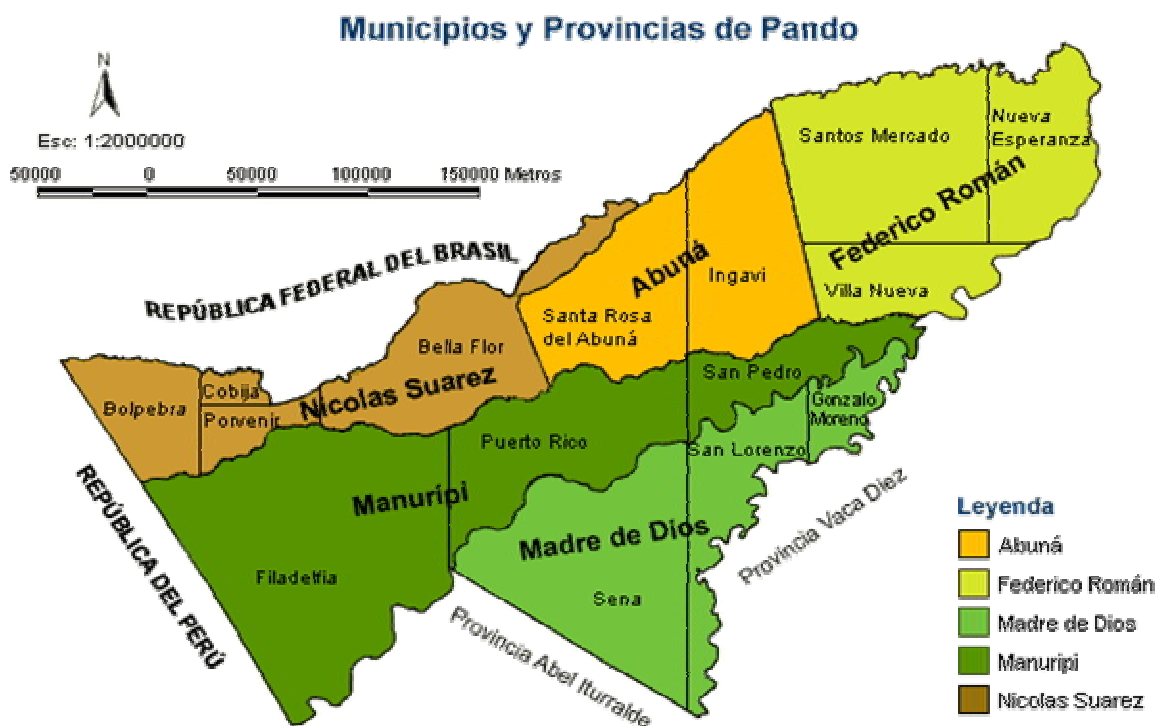 Municipios y Provincias de Pando
N
Esc: 1:2000000
50000 0 50000 100000 150000 Metros
REPÚBLICA FEDERAL DEL BRASIL
Santos Mercado
Nueva
Esperanza
Federico Román
Villa Nueva
Abuná
Ingavi
Santa Rosa
del Abuná
Bella Flor
Nicolas Suarez
Cobija
Bolpebra
Porvenir
San Pedro
Gonzalo
Moreno
Puerto Rico
San Lorenzo
Manuripi
Madre de Dios
Filadelfia
Sena
REPÚBLICA DEL PERÚ
Provincia Vaca Diez
Provincia Abel Iturralde
Leyenda
Abuná
Federico Román
Madre de Dios
Manuripi
Nicolas Suarez